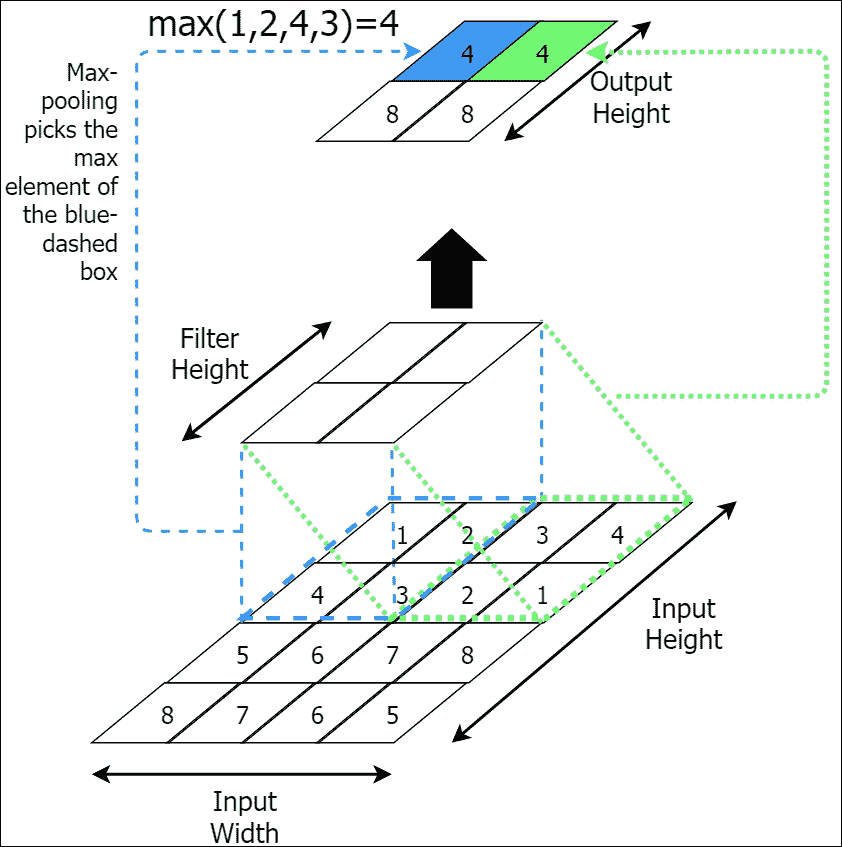 max(1,2,4,3)=4
Max-
pooling
picks the
max
element of
the blue-
dashed
box
4 4
8 8
Output
Height
Filter
Height
1 2 3 4
4 3 2 1
5 6 7 8
8 7 6 5
Input
Height
Input
Width